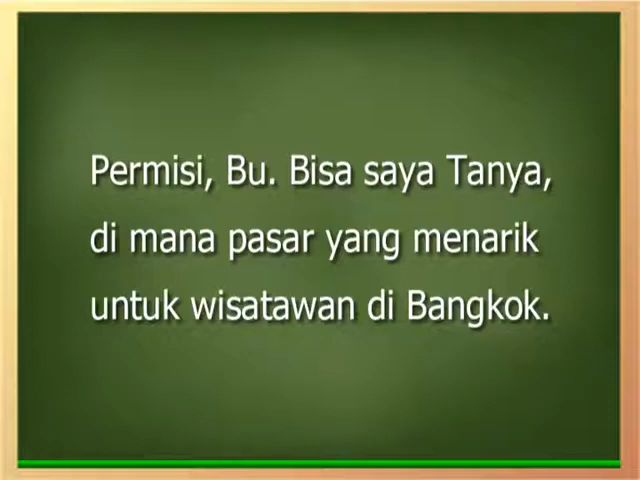 Permisi, Bu. Bisa saya Tanya,
di mana pasar yang menarik
untuk wisatawan di Bangkok.